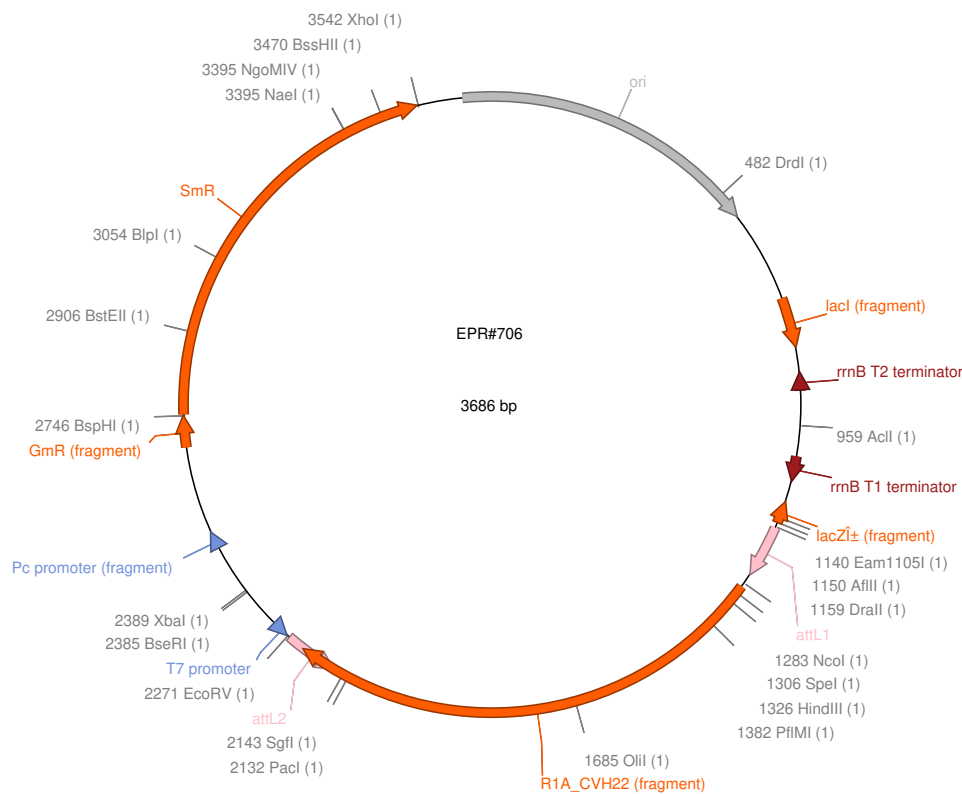 3542 XhoI (1)
3470 BssHII (1)
3395 NgoMIV (1)
3395 NaeI (1)
ori
482 DrdI (1)
SmR
3054 BlpI (1)
2906 BstEII (1)
lacI (fragment)
EPR#706
rrnB T2 terminator
3686 bp
2746 BspHI (1)
959 AclI (1)
GmR (fragment)
rrnB T1 terminator
lacZÎ± (fragment)
1140 Eam1105I (1)
Pc promoter (fragment)
1150 AflII (1)
1159 DraII (1)
2389 XbaI (1)
attL1
2385 BseRI (1)
T7 promoter
1283 NcoI (1)
1306 SpeI (1)
2271 EcoRV (1)
1326 HindIII (1)
attL2
1382 PflMI (1)
2143 SgfI (1)
1685 OliI (1)
2132 PacI (1)
R1A_CVH22 (fragment)